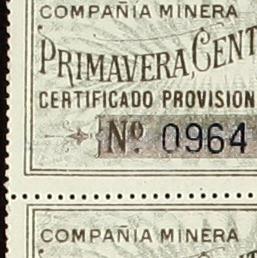 COMPAÑIA MINERA
PRIMAVERA, CENT
CERTIFICADO PROVISION
Nº 0964
COMPAÑIA MINERA